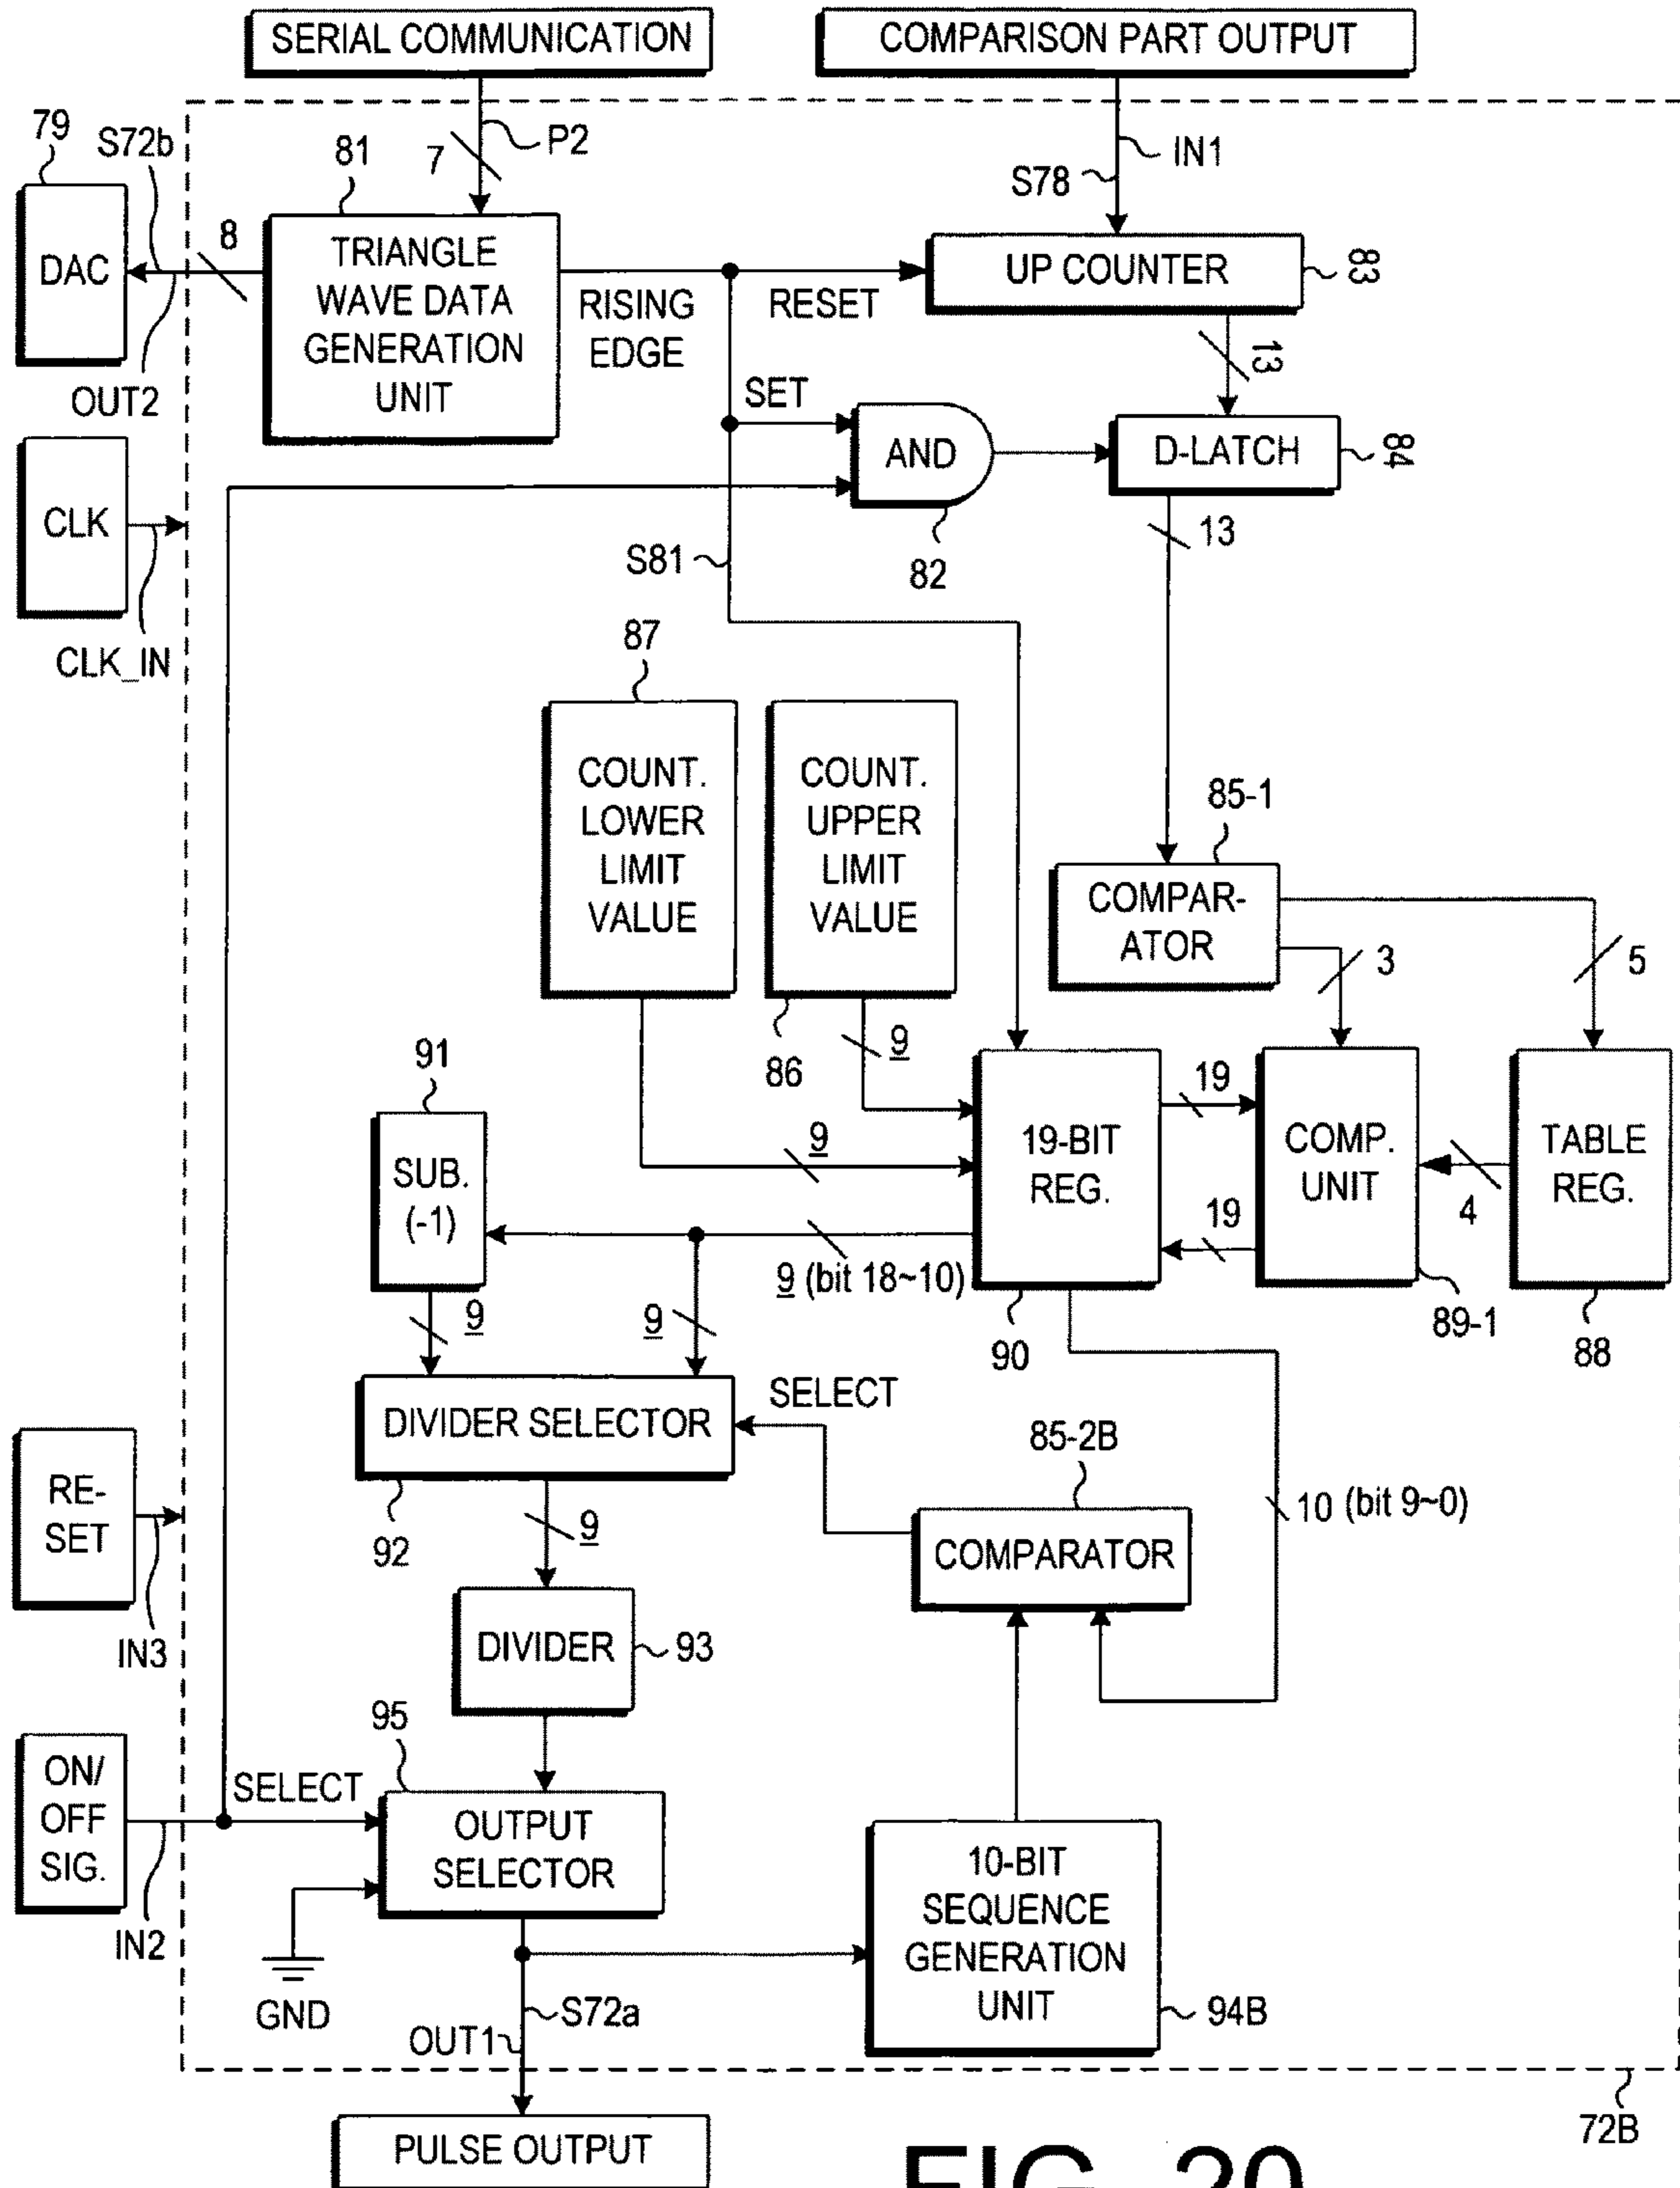 SERIAL COMMUNICATION
COMPARISON PART OUTPUT
79
S72b
81
7
P2
IN1
S78
8
DAC
TRIANGLE
WAVE DATA
GENERATION
UNIT
RISING
EDGE
RESET
UP COUNTER
83
OUT2
13
SET
AND
D-LATCH
84
CLK
82
13
S81
CLK_IN
87
COUNT.
LOWER
LIMIT
VALUE
COUNT.
UPPER
LIMIT
VALUE
85-1
COMPAR-
ATOR
3
5
86
9
91
9
19-BIT
REG.
19
COMP.
UNIT
TABLE
REG.
SUB.
(-1)
19
4
9 (bit 18~10)
9
9
90
89-1
88
DIVIDER SELECTOR
SELECT
85-2B
RE-
SET
92
9
10 (bit 9~0)
COMPARATOR
IN3
DIVIDER
93
95
ON/
OFF
SIG.
SELECT
OUTPUT
SELECTOR
10-BIT
SEQUENCE
GENERATION
UNIT
IN2
GND
S72a
OUT1
94B
72B
PULSE OUTPUT
FIG. 20